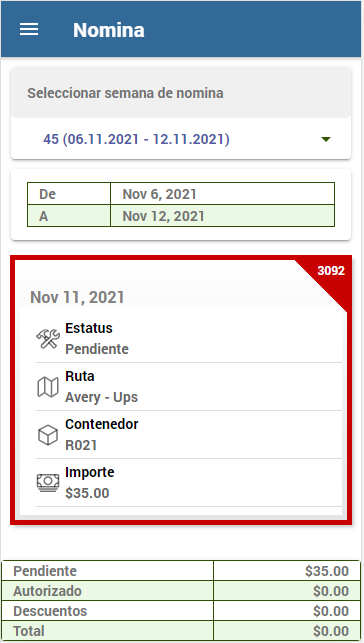 Nomina
Seleccionar semana de nomina
45 (06.11.2021 - 12.11.2021)
De Nov 6, 2021
A Nov 12, 2021
3092
Nov 11, 2021
Estatus
Pendiente
Ruta
Avery - Ups
Contenedor
R021
Importe
$35.00
Pendiente $35.00
Autorizado $0.00
Descuentos $0.00
Total $0.00